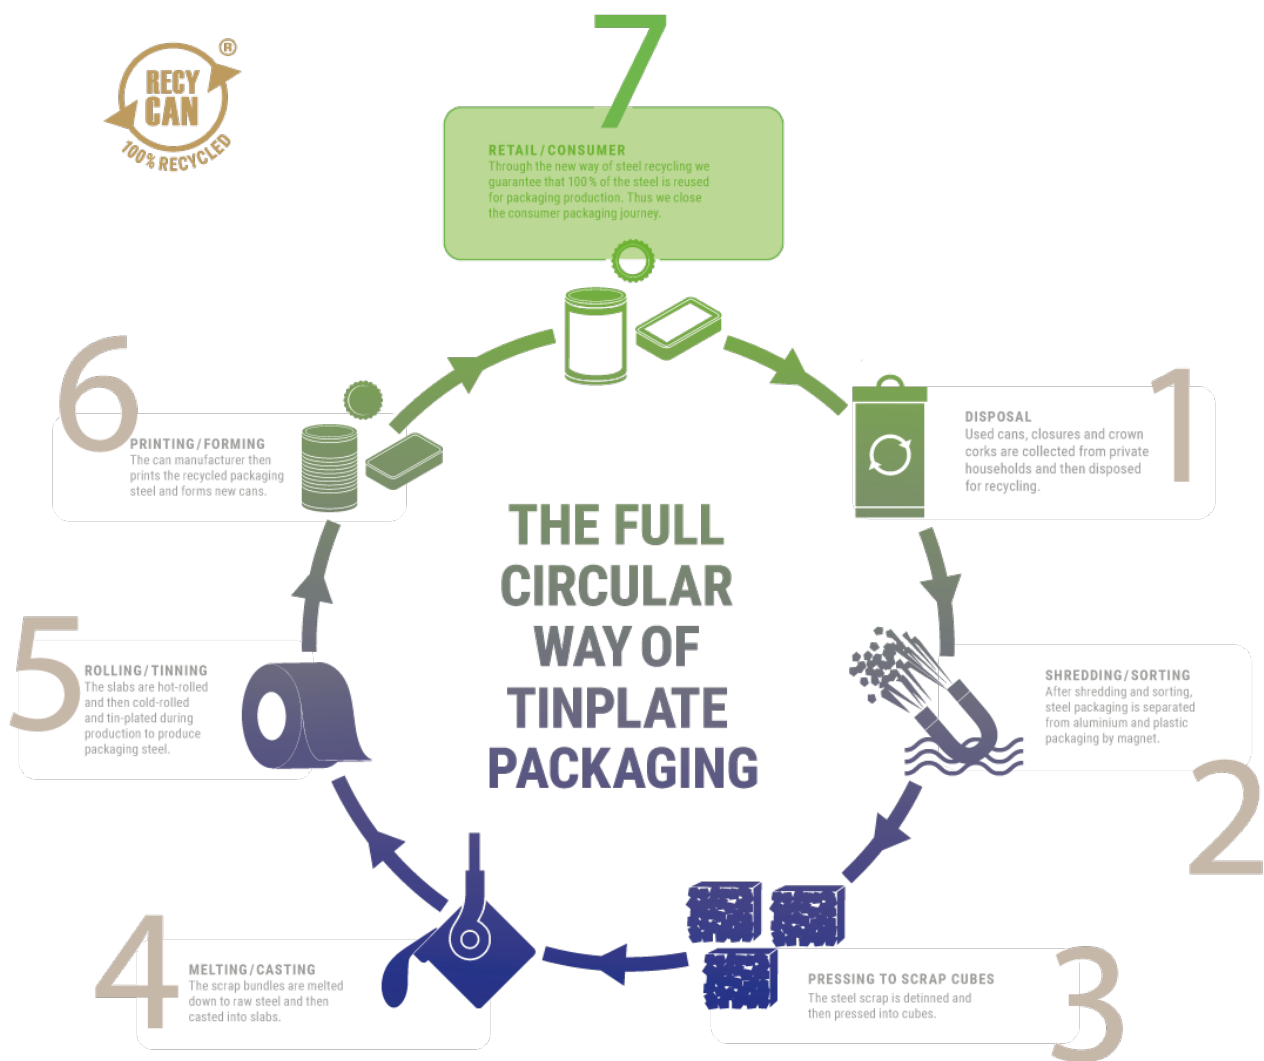 RECY
CAN
®
100% RECYCLED
7
RETAIL/CONSUMER
Through the new way of steel recycling we
guarantee that 100% of the steel is reused
for packaging production. Thus we close
the consumer packaging journey.
1
DISPOSAL
Used cans, closures and crown
corks are collected from private
households and then disposed
for recycling.
2
SHREDDING/SORTING
After shredding and sorting,
steel packaging is separated
from aluminium and plastic
packaging by magnet.
3
PRESSING TO SCRAP CUBES
The steel scrap is detinned and
then pressed into cubes.
4
MELTING/CASTING
The scrap bundles are melted
down to raw steel and then
casted into slabs.
5
ROLLING/TINNING
The slabs are hot-rolled
and then cold-rolled
and tin-plated during
production to produce
packaging steel.
6
PRINTING/FORMING
The can manufacturer then
prints the recycled packaging
steel and forms new cans.
THE FULL
CIRCULAR
WAY OF
TINPLATE
PACKAGING